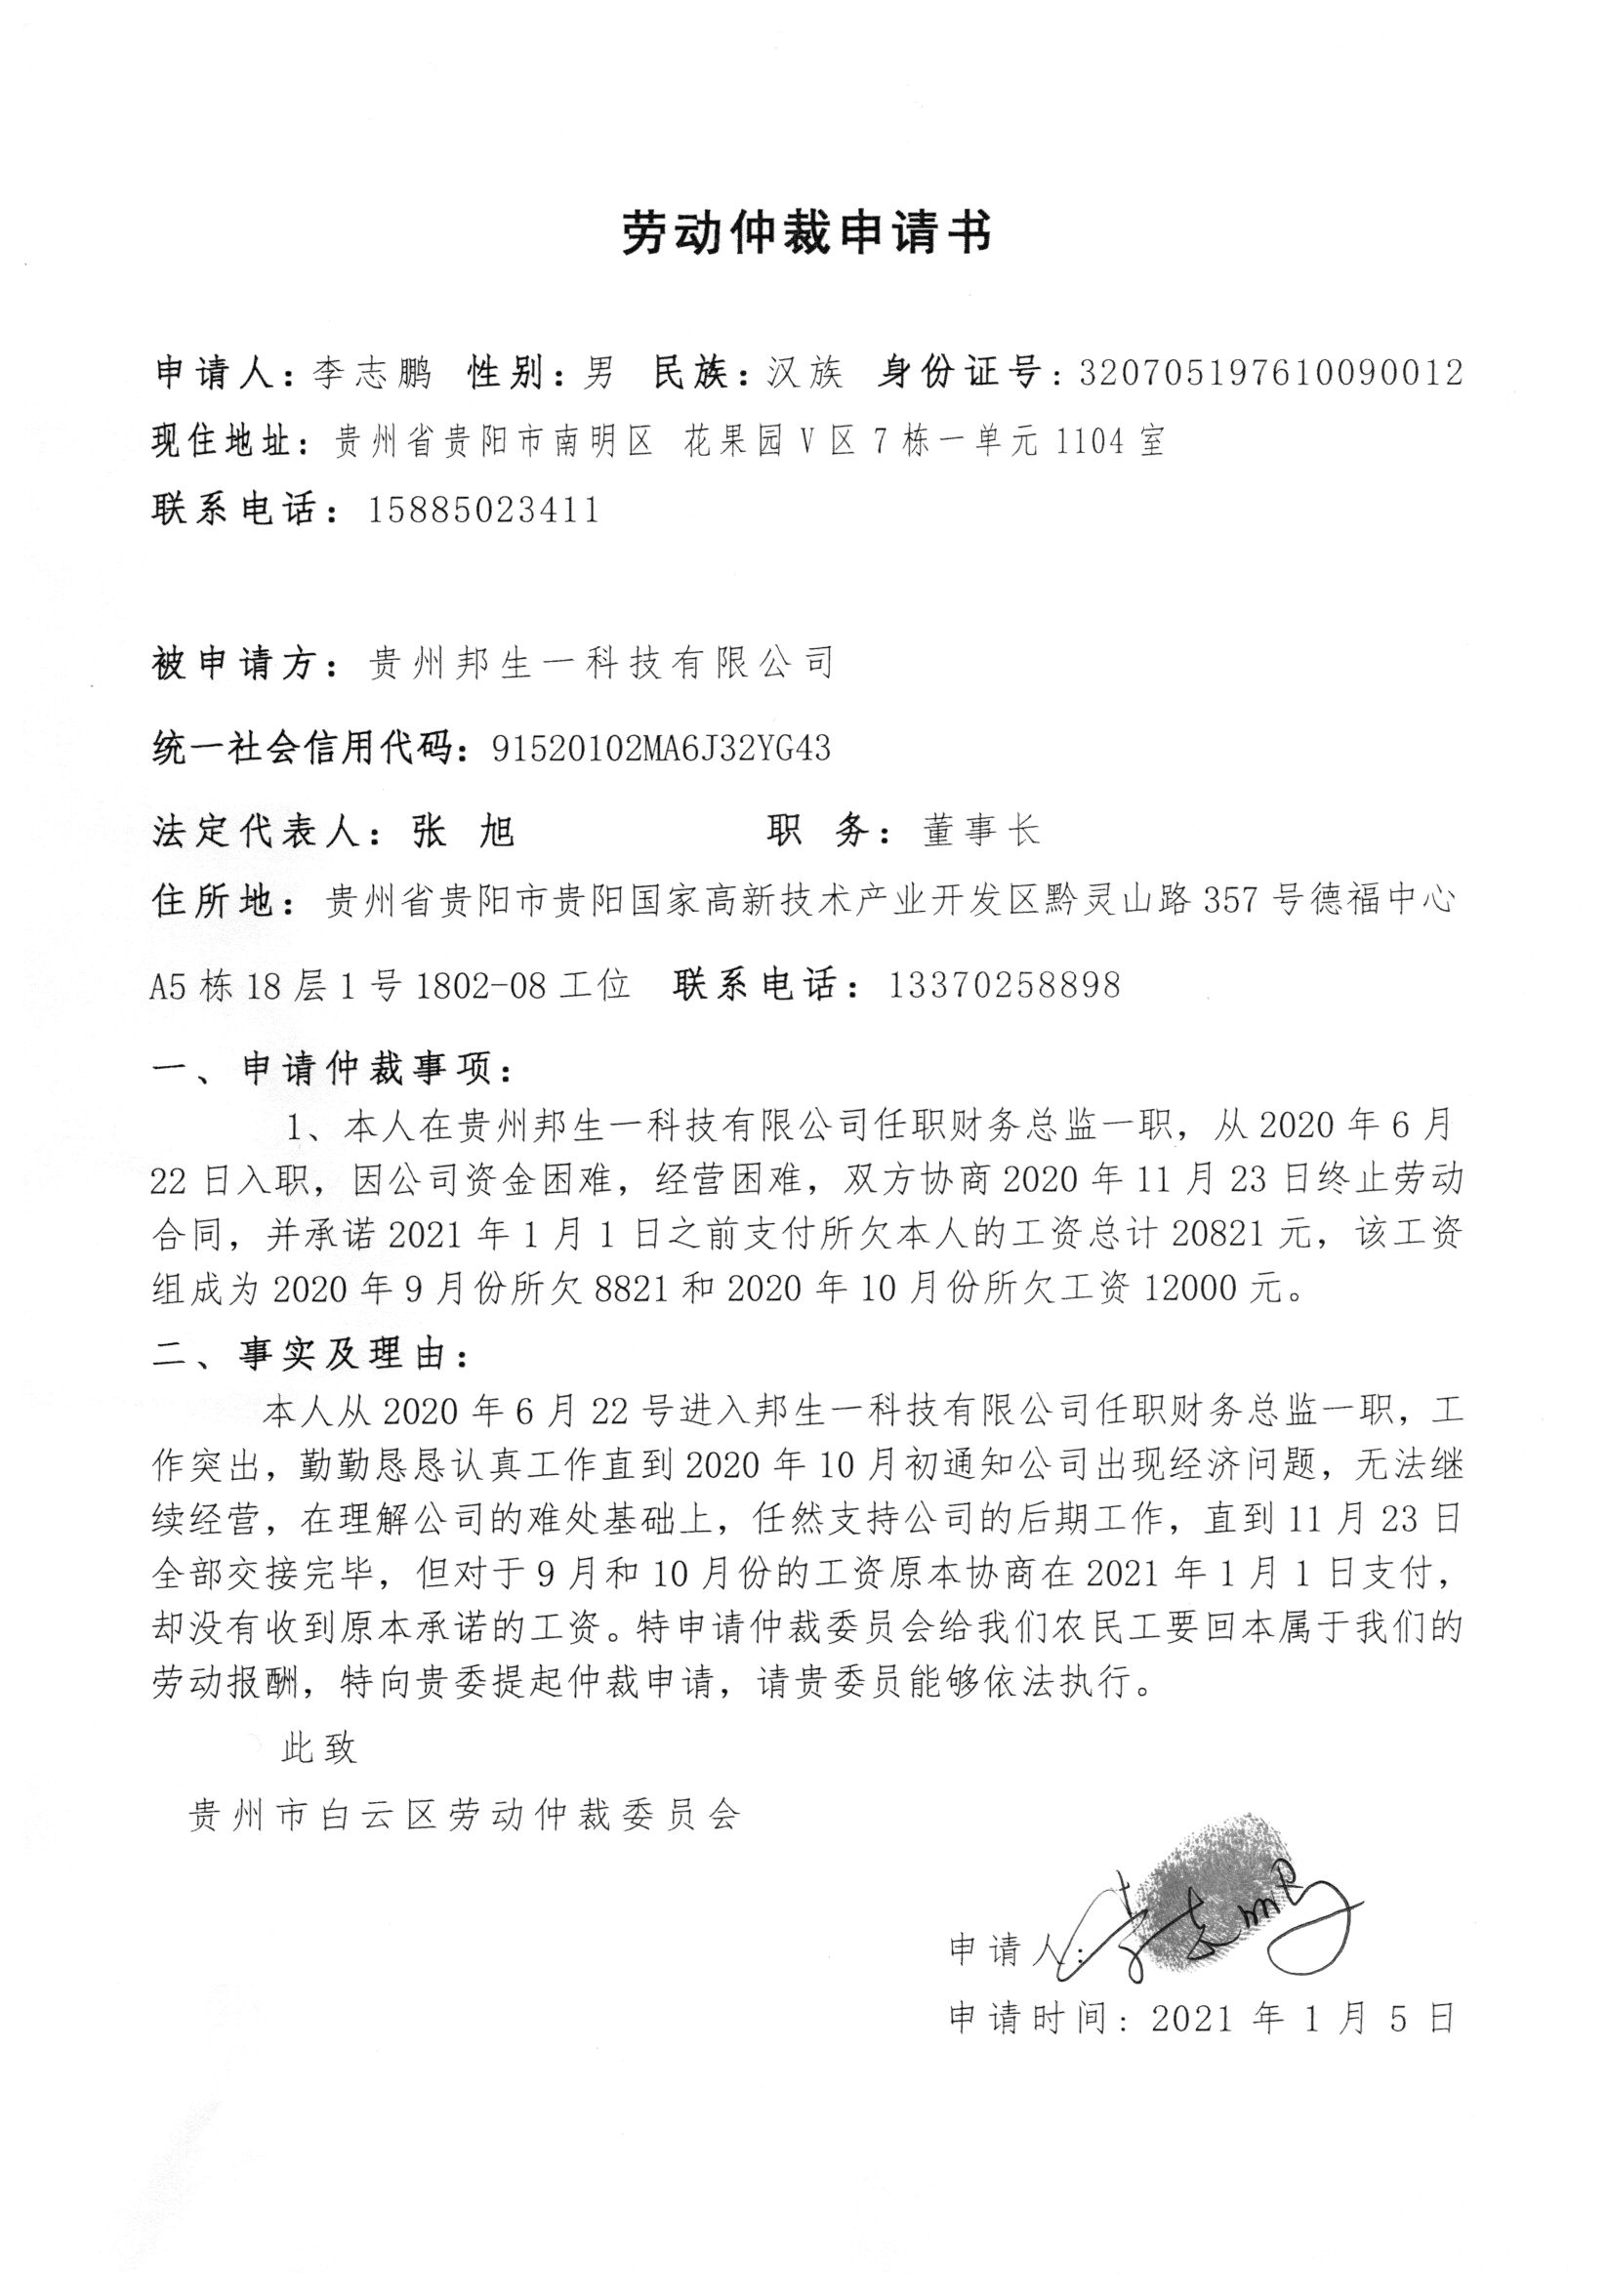 劳动仲裁申请书
申请人：李志鹏 性别：男 民族：汉族 身份证号：320705197610090012
现住地址：贵州省贵阳市南明区 花果园V区7栋一单元1104室
联系电话：15885023411
被申请方：贵州邦生一科技有限公司
统一社会信用代码：91520102MA6J32YG43
法定代表人：张 旭 职 务：董事长
住所地：贵州省贵阳市贵阳国家高新技术产业开发区黔灵山路357号德福中心
A5栋18层1号1802-08工位 联系电话：13370258898
一、申请仲裁事项：
1、本人在贵州邦生一科技有限公司任职财务总监一职，从2020年6月
22日入职，因公司资金困难，经营困难，双方协商2020年11月23日终止劳动
合同，并承诺2021年1月1日之前支付所欠本人的工资总计20821元，该工资
组成为2020年9月份所欠8821和2020年10月份所欠工资12000元。
二、事实及理由：
本人从2020年6月22号进入邦生一科技有限公司任职财务总监一职，工
作突出，勤勤恳恳认真工作直到2020年10月初通知公司出现经济问题，无法继
续经营，在理解公司的难处基础上，任然支持公司的后期工作，直到11月23日
全部交接完毕，但对于9月和10月份的工资原本协商在2021年1月1日支付，
却没有收到原本承诺的工资。特申请仲裁委员会给我们农民工要回本属于我们的
劳动报酬，特向贵委提起仲裁申请，请贵委员能够依法执行。
此致
贵州市白云区劳动仲裁委员会
申请人：李志鹏
申请时间：2021年1月5日